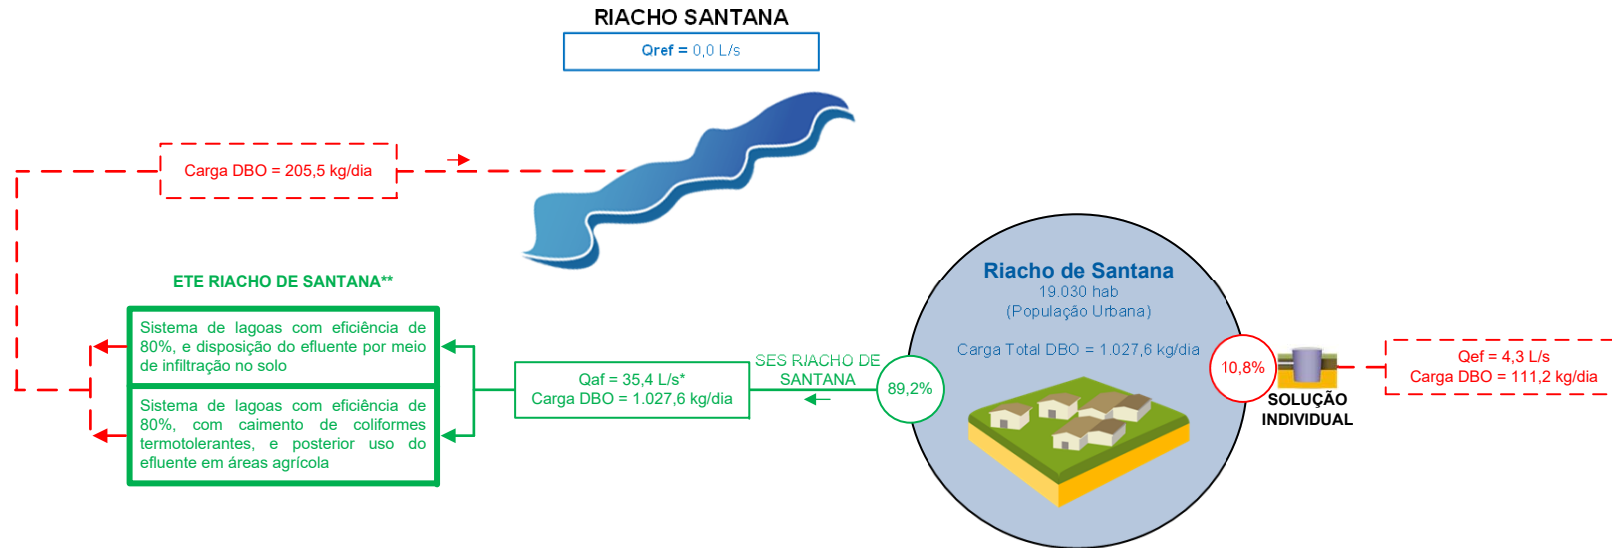 RIACHO SANTANA
Qref = 0,0 L/s
Carga DBO = 205,5 kg/dia
ETE RIACHO DE SANTANA**
Sistema de lagoas com eficiência de
80%, e disposição do efluente por meio
de infiltração no solo
Sistema de lagoas com eficiência de
80%, com caimento de coliformes
termotolerantes, e posterior uso do
efluente em áreas agrícola
Qaf = 35,4 L/s*
Carga DBO = 1.027,6 kg/dia
SES RIACHO DE
SANTANA
89,2%
Riacho de Santana
19.030 hab
(População Urbana)
Carga Total DBO = 1.027,6 kg/dia
10,8%
SOLUÇÃO
INDIVIDUAL
Qef = 4,3 L/s
Carga DBO = 111,2 kg/dia